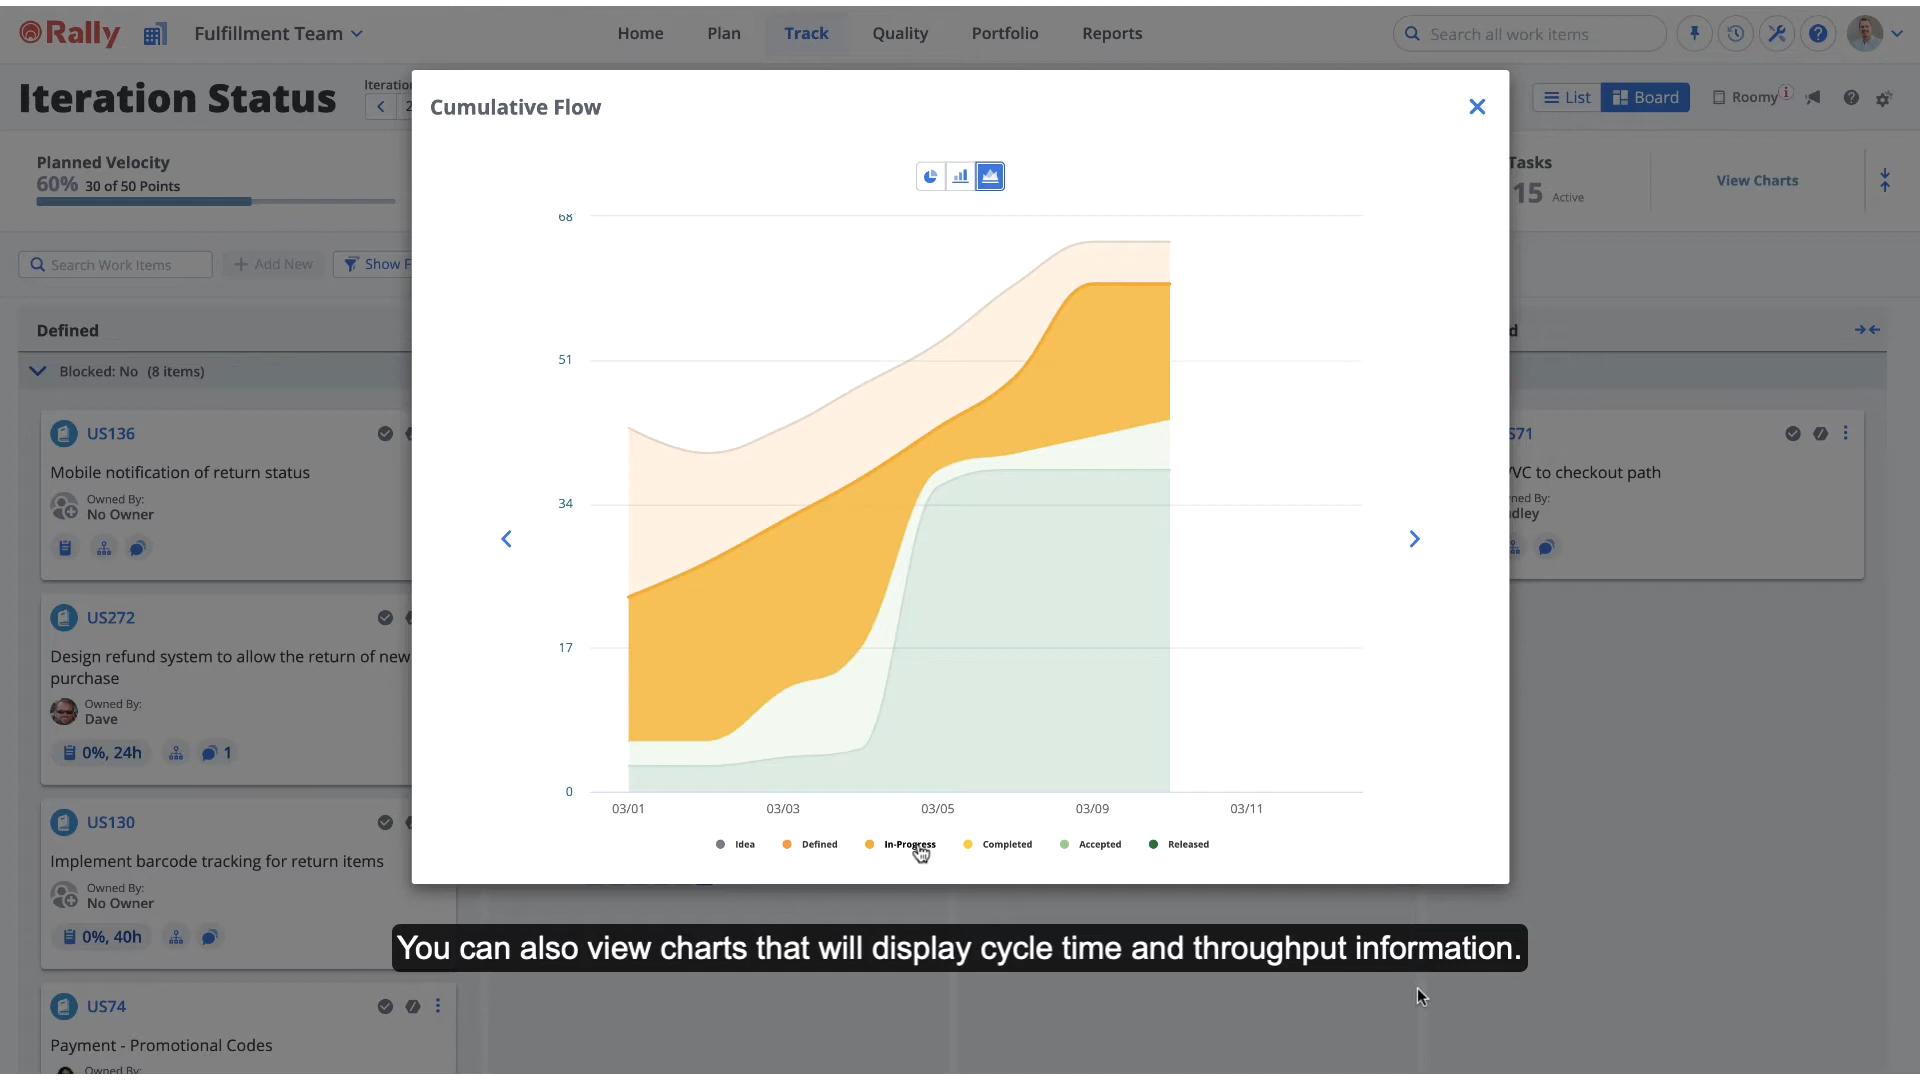 Rally
Fulfillment Team
Home
Plan
Track
Quality
Portfolio
Reports
Search all work items
Iteration Status
Iteration
2
List
Board
Roomy
Cumulative Flow
Planned Velocity
60% 30 of 50 Points
Tasks
15 Active
View Charts
Search Work Items
+ Add New
Show F
Defined
d
Blocked: No (8 items)
US136
Mobile notification of return status
Owned By:
No Owner
US272
Design refund system to allow the return of new
purchase
Owned By:
Dave
0%, 24h
1
US130
Implement barcode tracking for return items
Owned By:
No Owner
0%, 40h
US74
Payment - Promotional Codes
Owned By:
S71
VC to checkout path
ned By:
dley
68
51
34
17
0
03/01
03/03
03/05
03/09
03/11
Idea
Defined
In-Progress
Completed
Accepted
Released
You can also view charts that will display cycle time and throughput information.